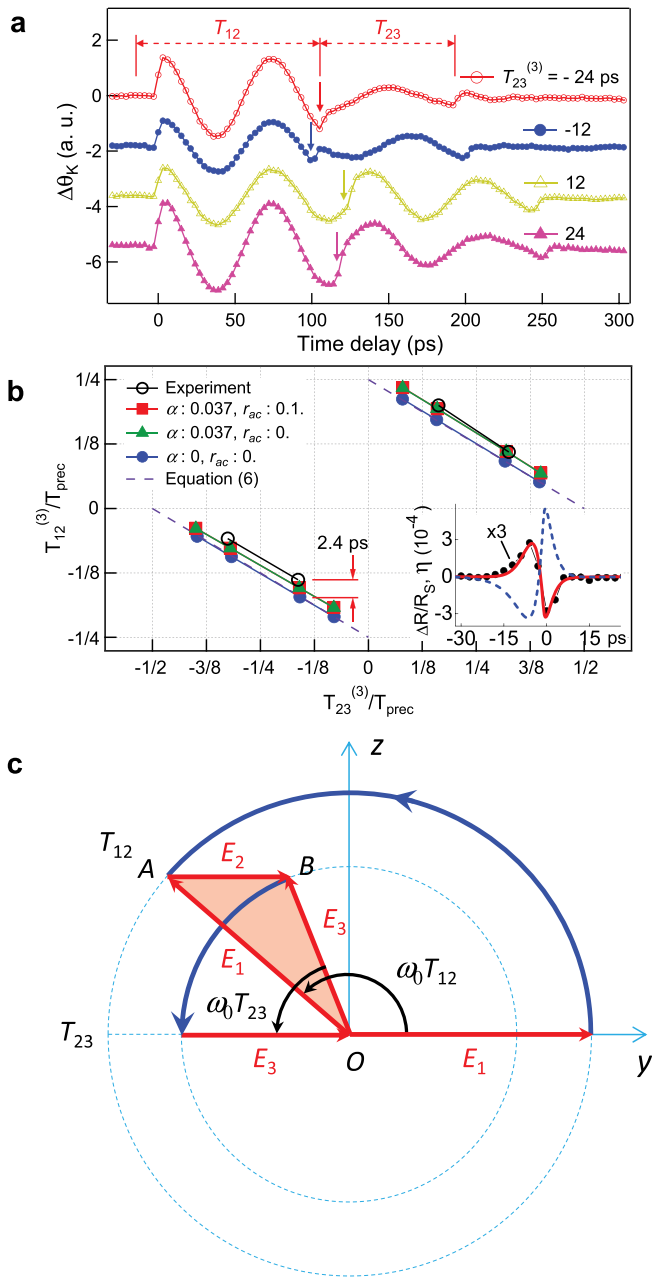 a
T12
T23
T23(3) = - 24 ps
-12
12
24
2
0
-2
-4
-6
ΔθK (a. u.)
0
50
100
150
200
250
300
Time delay (ps)
b
1/4
1/8
0
-1/8
-1/4
T12(3)/Tprec
Experiment
α: 0.037, rac: 0.1.
α: 0.037, rac: 0.
α: 0, rac: 0.
Equation (6)
2.4 ps
ΔR/RS, η (10-4)
3
0
-3
x3
-30
-15
0
15
ps
-1/2
-3/8
-1/4
-1/8
0
1/8
1/4
3/8
1/2
T23(3)/Tprec
c
z
T12
A
E2
B
E3
E1
ω0T12
ω0T23
T23
E3
O
E1
y